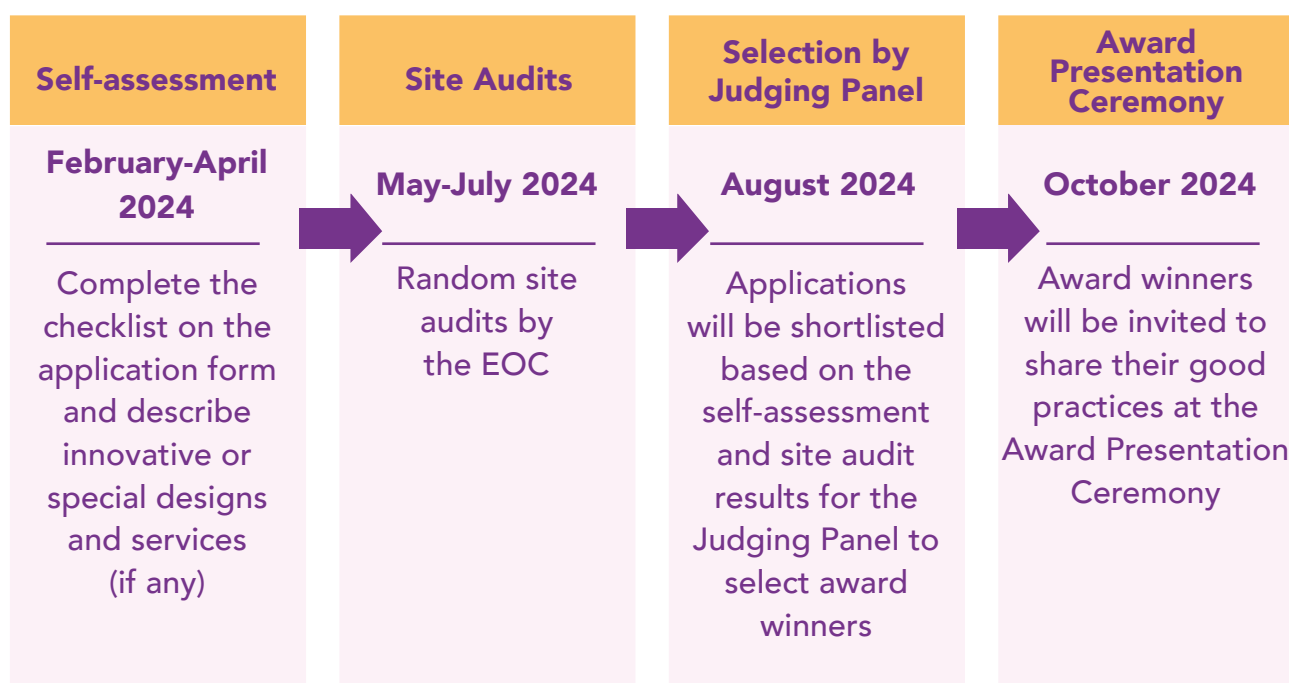 Self-assessment
February-April
2024
Complete the
checklist on the
application form
and describe
innovative or
special designs
and services
(if any)
Site Audits
May-July 2024
Random site
audits by
the EOC
Selection by
Judging Panel
August 2024
Applications
will be shortlisted
based on the
self-assessment
and site audit
results for the
Judging Panel to
select award
winners
Award
Presentation
Ceremony
October 2024
Award winners
will be invited to
share their good
practices at the
Award Presentation
Ceremony